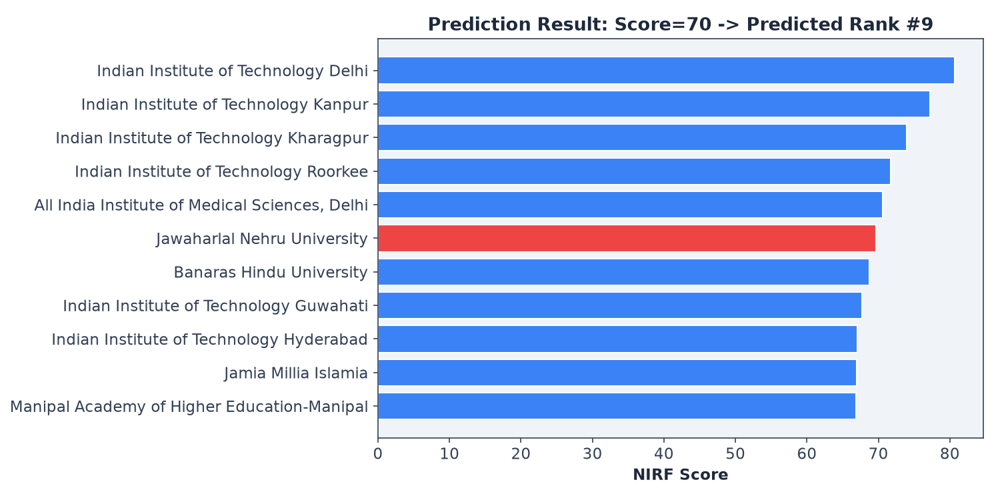 Prediction Result: Score=70 -> Predicted Rank #9
Indian Institute of Technology Delhi
Indian Institute of Technology Kanpur
Indian Institute of Technology Kharagpur
Indian Institute of Technology Roorkee
All India Institute of Medical Sciences, Delhi
Jawaharlal Nehru University
Banaras Hindu University
Indian Institute of Technology Guwahati
Indian Institute of Technology Hyderabad
Jamia Millia Islamia
Manipal Academy of Higher Education-Manipal
0 10 20 30 40 50 60 70 80
NIRF Score